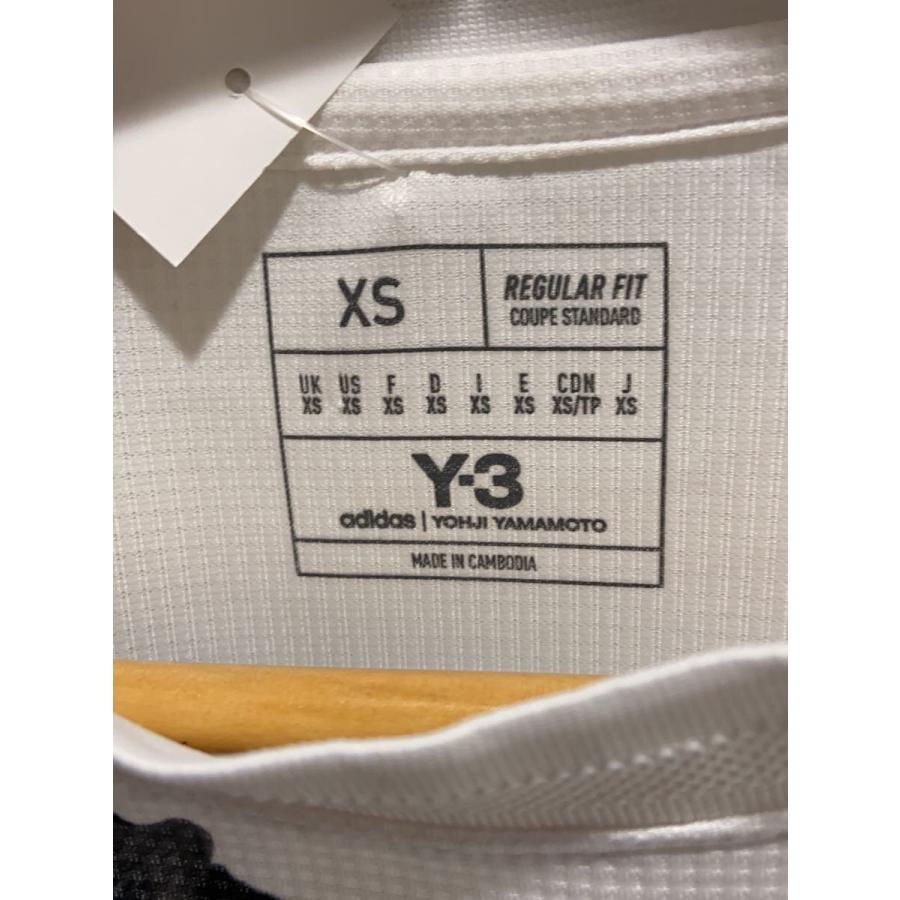 XS
REGULAR FIT
COUPE STANDARD
UK US F D I E CDN J
XS XS XS XS XS XS XS/TP XS
Y-3
adidas | YOHJI YAMAMOTO
MADE IN CAMBODIA